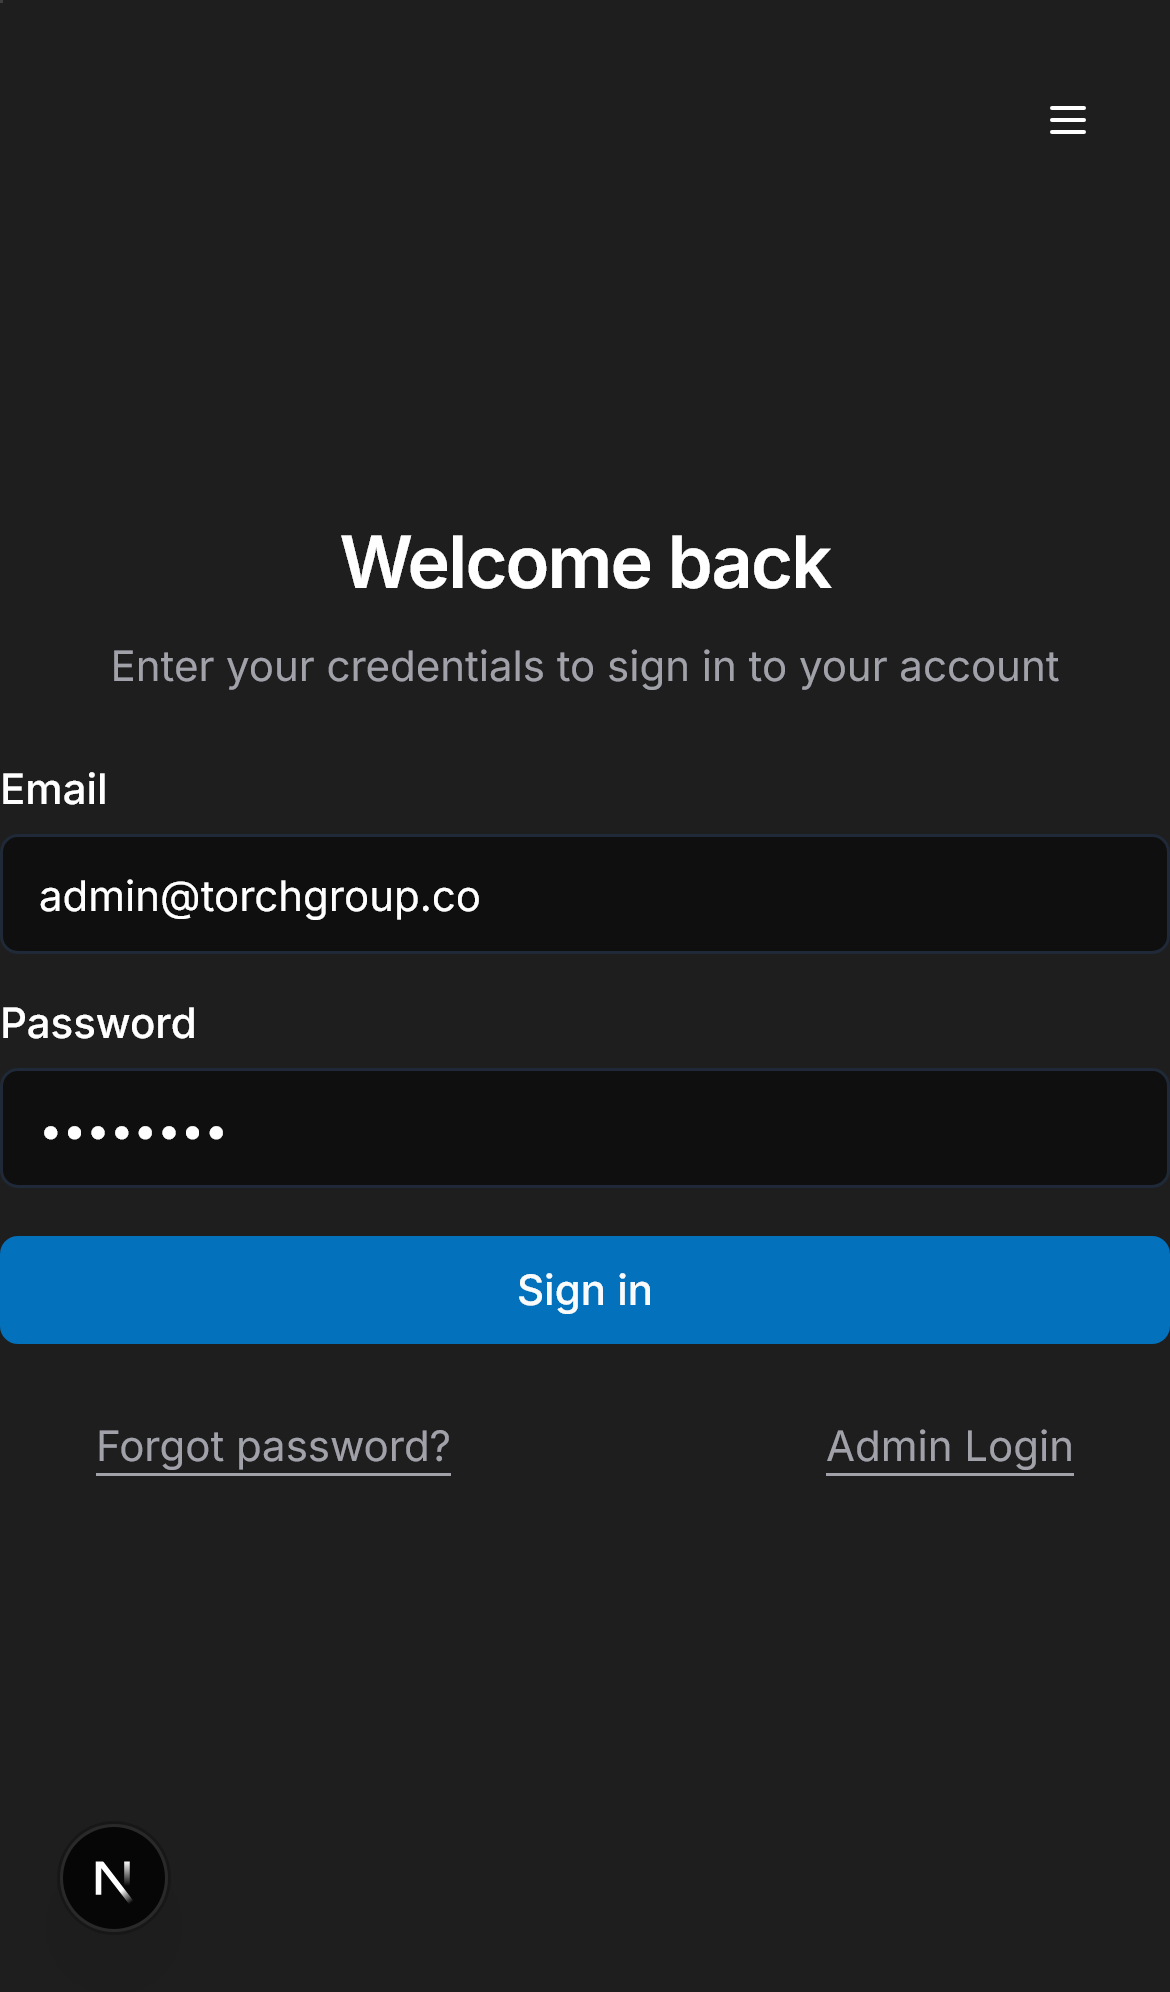 Welcome back
Enter your credentials to sign in to your account
Email
admin@torchgroup.co
Password
••••••••
Sign in
Forgot password? Admin Login
N